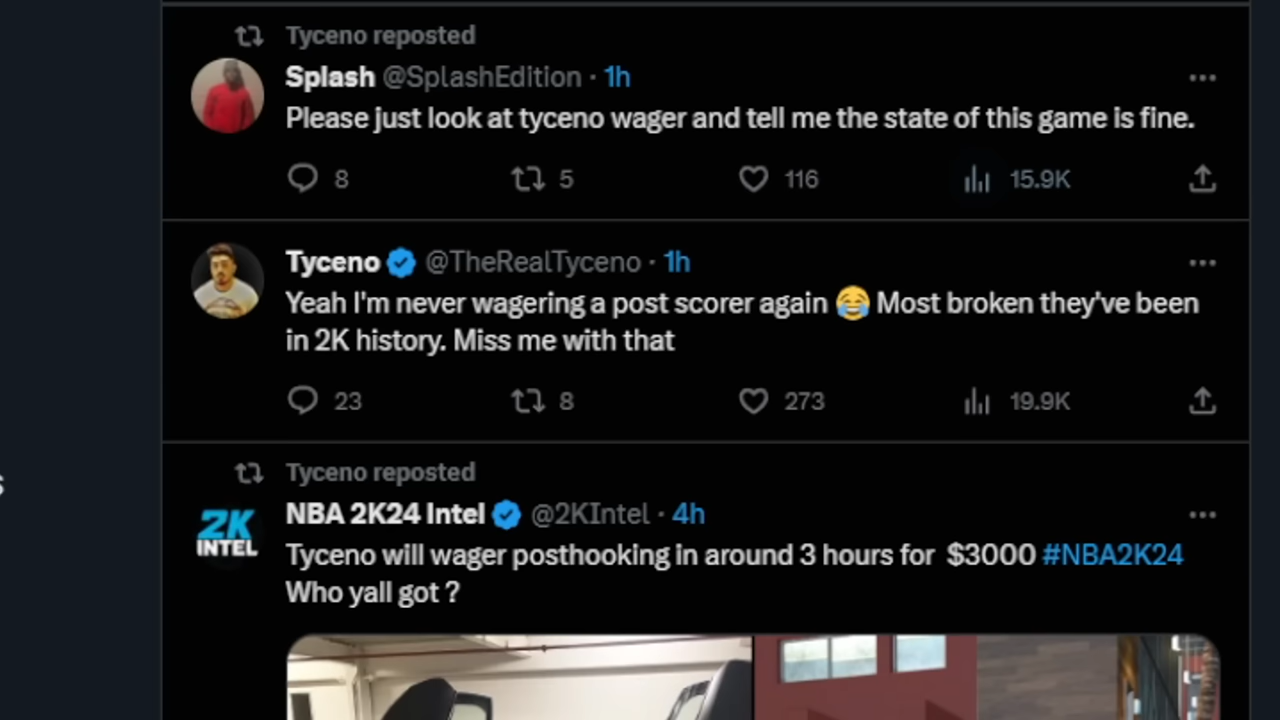 Tyceno reposted
Splash @SplashEdition · 1h
Please just look at tyceno wager and tell me the state of this game is fine.
8 5 116 15.9K
Tyceno @TheRealTyceno · 1h
Yeah I'm never wagering a post scorer again 😂 Most broken they've been
in 2K history. Miss me with that
23 8 273 19.9K
s
Tyceno reposted
2K
INTEL
NBA 2K24 Intel @2KIntel · 4h
Tyceno will wager posthooking in around 3 hours for $3000 #NBA2K24
Who yall got ?